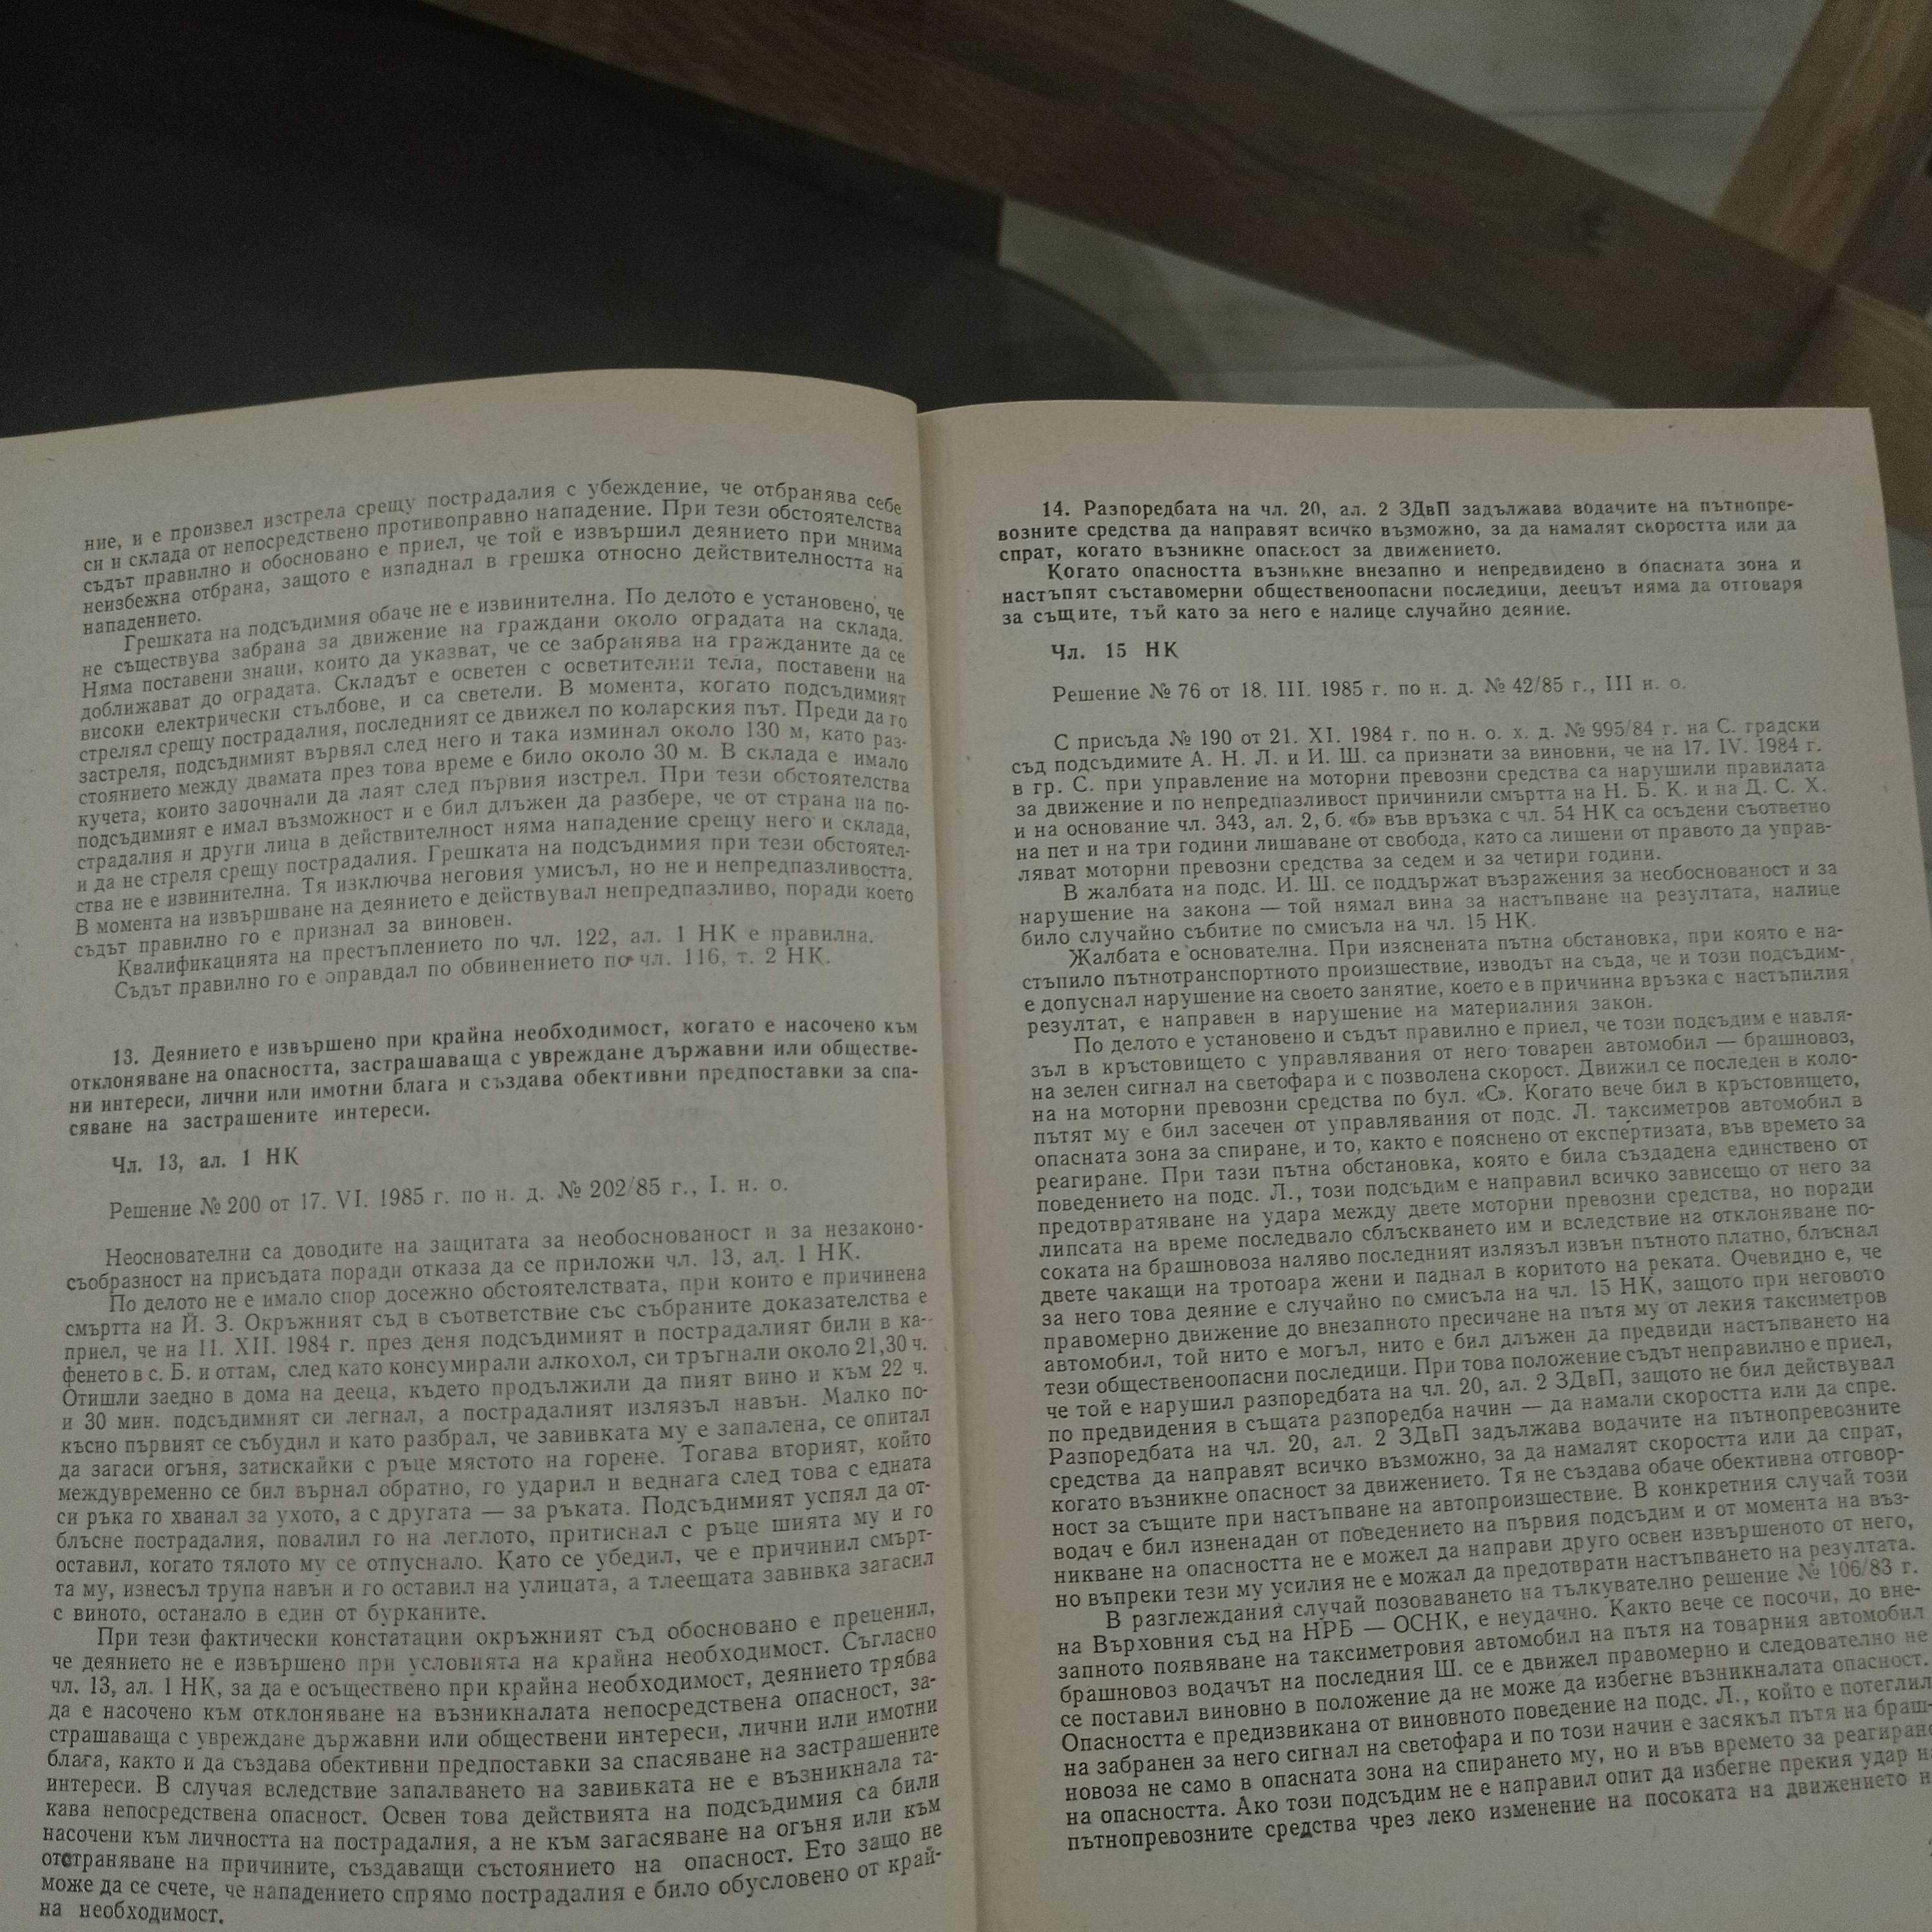 ние, и е произвел изстрела срещу пострадалия с убеждение, че отбранява себе
си и склада от непосредствено противоправно нападение. При тези обстоятелства
съдът правилно и обосновано е приел, че той е извършил деянието при мнима
неизбежна отбрана, защото е изпаднал в грешка относно действителността на
нападението.
Грешката на подсъдимия обаче не е извинителна. По делото е установено, че
не съществува забрана за движение на граждани около оградата на склада.
Няма поставени знаци, които да указват, че се забранява на гражданите да се
доближават до оградата. Складът е осветен с осветителни тела, поставени на
високи електрически стълбове, и са светели. В момента, когато подсъдимият
стрелял срещу пострадалия, последният се движел по коларския път. Преди да го
застреля, подсъдимият вървял след него и така изминал около 130 м, като раз-
стоянието между двамата през това време е било около 30 м. В склада е имало
кучета, които започнали да лаят след първия изстрел. При тези обстоятелства
подсъдимият е имал възможност и е бил длъжен да разбере, че от страна на по-
страдалия и други лица в действителност няма нападение срещу него и склада,
и да не стреля срещу пострадалия. Грешката на подсъдимия при тези обстоятел-
ства не е извинителна. Тя изключва неговия умисъл, но не и непредпазливостта.
В момента на извършване на деянието е действувал непредпазливо, поради което
съдът правилно го е признал за виновен.
Квалификацията на престъплението по чл. 122, ал. 1 НК е правилна.
Съдът правилно го е оправдал по обвинението по чл. 116, т. 2 НК.
13. Деянието е извършено при крайна необходимост, когато е насочено към
отклоняване на опасността, застрашаваща с увреждане държавни или обществе-
ни интереси, лични или имотни блага и създава обективни предпоставки за спа-
сяване на застрашените интереси.
Чл. 13, ал. 1 НК
Решение № 200 от 17. VI. 1985 г. по н. д. № 202/85 г., I. н. о.
Неоснователни са доводите на защитата за необоснованост и за незаконо-
съобразност на присъдата поради отказа да се приложи чл. 13, ал. 1 НК.
По делото не е имало спор досежно обстоятелствата, при които е причинена
смъртта на Й. З. Окръжният съд в съответствие със събраните доказателства е
приел, че на 11. XII. 1984 г. през деня подсъдимият и пострадалият били в ка-
фенето в с. Б. и оттам, след като консумирали алкохол, си тръгнали около 21,30 ч.
Отишли заедно в дома на дееца, където продължили да пият вино и към 22 ч.
и 30 мин. подсъдимият си легнал, а пострадалият излязъл навън. Малко по-
късно първият се събудил и като разбрал, че завивката му е запалена, се опитал
да загаси огъня, затискайки с ръце мястото на горене. Тогава вторият, който
междувременно се бил върнал обратно, го ударил и веднага след това с едната
си ръка го хванал за ухото, а с другата — за ръката. Подсъдимият успял да от-
блъсне пострадалия, повалил го на леглото, притиснал с ръце шията му и го
оставил, когато тялото му се отпуснало. Като се убедил, че е причинил смърт-
та му, изнесъл трупа навън и го оставил на улицата, а тлеещата завивка загасил
с виното, останало в един от бурканите.
При тези фактически констатации окръжният съд обосновано е преценил,
че деянието не е извършено при условията на крайна необходимост. Съгласно
чл. 13, ал. 1 НК, за да е осъществено при крайна необходимост, деянието трябва
да е насочено към отклоняване на възникналата непосредствена опасност, за-
страшаваща с увреждане държавни или обществени интереси, лични или имотни
блага, както и да създава обективни предпоставки за спасяване на застрашените
интереси. В случая вследствие запалването на завивката не е възникнала та-
кава непосредствена опасност. Освен това действията на подсъдимия са били
насочени към личността на пострадалия, а не към загасяване на огъня или към
отстраняване на причините, създаващи състоянието на опасност. Ето защо не
може да се счете, че нападението спрямо пострадалия е било обусловено от край-
на необходимост.
14. Разпоредбата на чл. 20, ал. 2 ЗДвП задължава водачите на пътнопре-
возните средства да направят всичко възможно, за да намалят скоростта или да
спрат, когато възникне опасност за движението.
Когато опасността възникне внезапно и непредвидено в опасната зона и
настъпят съставомерни общественоопасни последици, деецът няма да отговаря
за същите, тъй като за него е налице случайно деяние.
Чл. 15 НК
Решение № 76 от 18. III. 1985 г. по н. д. № 42/85 г., III н. о.
С присъда № 190 от 21. XI. 1984 г. по н. о. х. д. № 995/84 г. на С. градски
съд подсъдимите А. Н. Л. и И. Ш. са признати за виновни, че на 17. IV. 1984 г.
в гр. С. при управление на моторни превозни средства са нарушили правилата
за движение и по непредпазливост причинили смъртта на Н. Б. К. и на Д. С. Х.
и на основание чл. 343, ал. 2, б. «б» във връзка с чл. 54 НК са осъдени съответно
на пет и на три години лишаване от свобода, като са лишени от правото да управ-
ляват моторни превозни средства за седем и за четири години.
В жалбата на подс. И. Ш. се поддържат възражения за необоснованост и за
нарушение на закона — той нямал вина за настъпване на резултата, налице
било случайно събитие по смисъла на чл. 15 НК.
Жалбата е основателна. При изяснената пътна обстановка, при която е на-
стъпило пътнотранспортното произшествие, изводът на съда, че и този подсъдим
е допуснал нарушение на своето занятие, което е в причинна връзка с настъпилия
резултат, е направен в нарушение на материалния закон.
По делото е установено и съдът правилно е приел, че този подсъдим е навля-
зъл в кръстовището с управлявания от него товарен автомобил — брашновоз,
на зелен сигнал на светофара и с позволена скорост. Движил се последен в коло-
на на моторни превозни средства по бул. «С». Когато вече бил в кръстовището,
пътят му е бил засечен от управлявания от подс. Л. таксиметров автомобил в
опасната зона за спиране, и то, както е пояснено от експертизата, във времето за
реагиране. При тази пътна обстановка, която е била създадена единствено от
поведението на подс. Л., този подсъдим е направил всичко зависещо от него за
предотвратяване на удара между двете моторни превозни средства, но поради
липсата на време последвало сблъскването им и вследствие на отклоняване по-
соката на брашновоза наляво последният излязъл извън пътното платно, блъснал
двете чакащи на тротоара жени и паднал в коритото на реката. Очевидно е, че
за него това деяние е случайно по смисъла на чл. 15 НК, защото при неговото
правомерно движение до внезапното пресичане на пътя му от лекия таксиметров
автомобил, той нито е могъл, нито е бил длъжен да предвиди настъпването на
тези общественоопасни последици. При това положение съдът неправилно е приел,
че той е нарушил разпоредбата на чл. 20, ал. 2 ЗДвП, защото не бил действувал
по предвидения в същата разпоредба начин — да намали скоростта или да спре.
Разпоредбата на чл. 20, ал. 2 ЗДвП задължава водачите на пътнопревозните
средства да направят всичко възможно, за да намалят скоростта или да спрат,
когато възникне опасност за движението. Тя не създава обаче обективна отговор-
ност за същите при настъпване на автопроизшествие. В конкретния случай този
водач е бил изненадан от поведението на първия подсъдим и от момента на въз-
никване на опасността не е можел да направи друго освен извършеното от него,
но въпреки тези му усилия не е можал да предотврати настъпването на резултата.
В разглеждания случай позоваването на тълкувателно решение № 106/83 г.
на Върховния съд на НРБ — ОСНК, е неудачно. Както вече се посочи, до вне-
запното появяване на таксиметровия автомобил на пътя на товарния автомобил
брашновоз водачът на последния Ш. се е движел правомерно и следователно не
се поставил виновно в положение да не може да избегне възникналата опасност.
Опасността е предизвикана от виновното поведение на подс. Л., който е потеглил
на забранен за него сигнал на светофара и по този начин е засякъл пътя на браш-
новоза не само в опасната зона на спирането му, но и във времето за реагиране
на опасността. Ако този подсъдим не е направил опит да избегне прекия удар на
пътнопревозните средства чрез леко изменение на посоката на движението